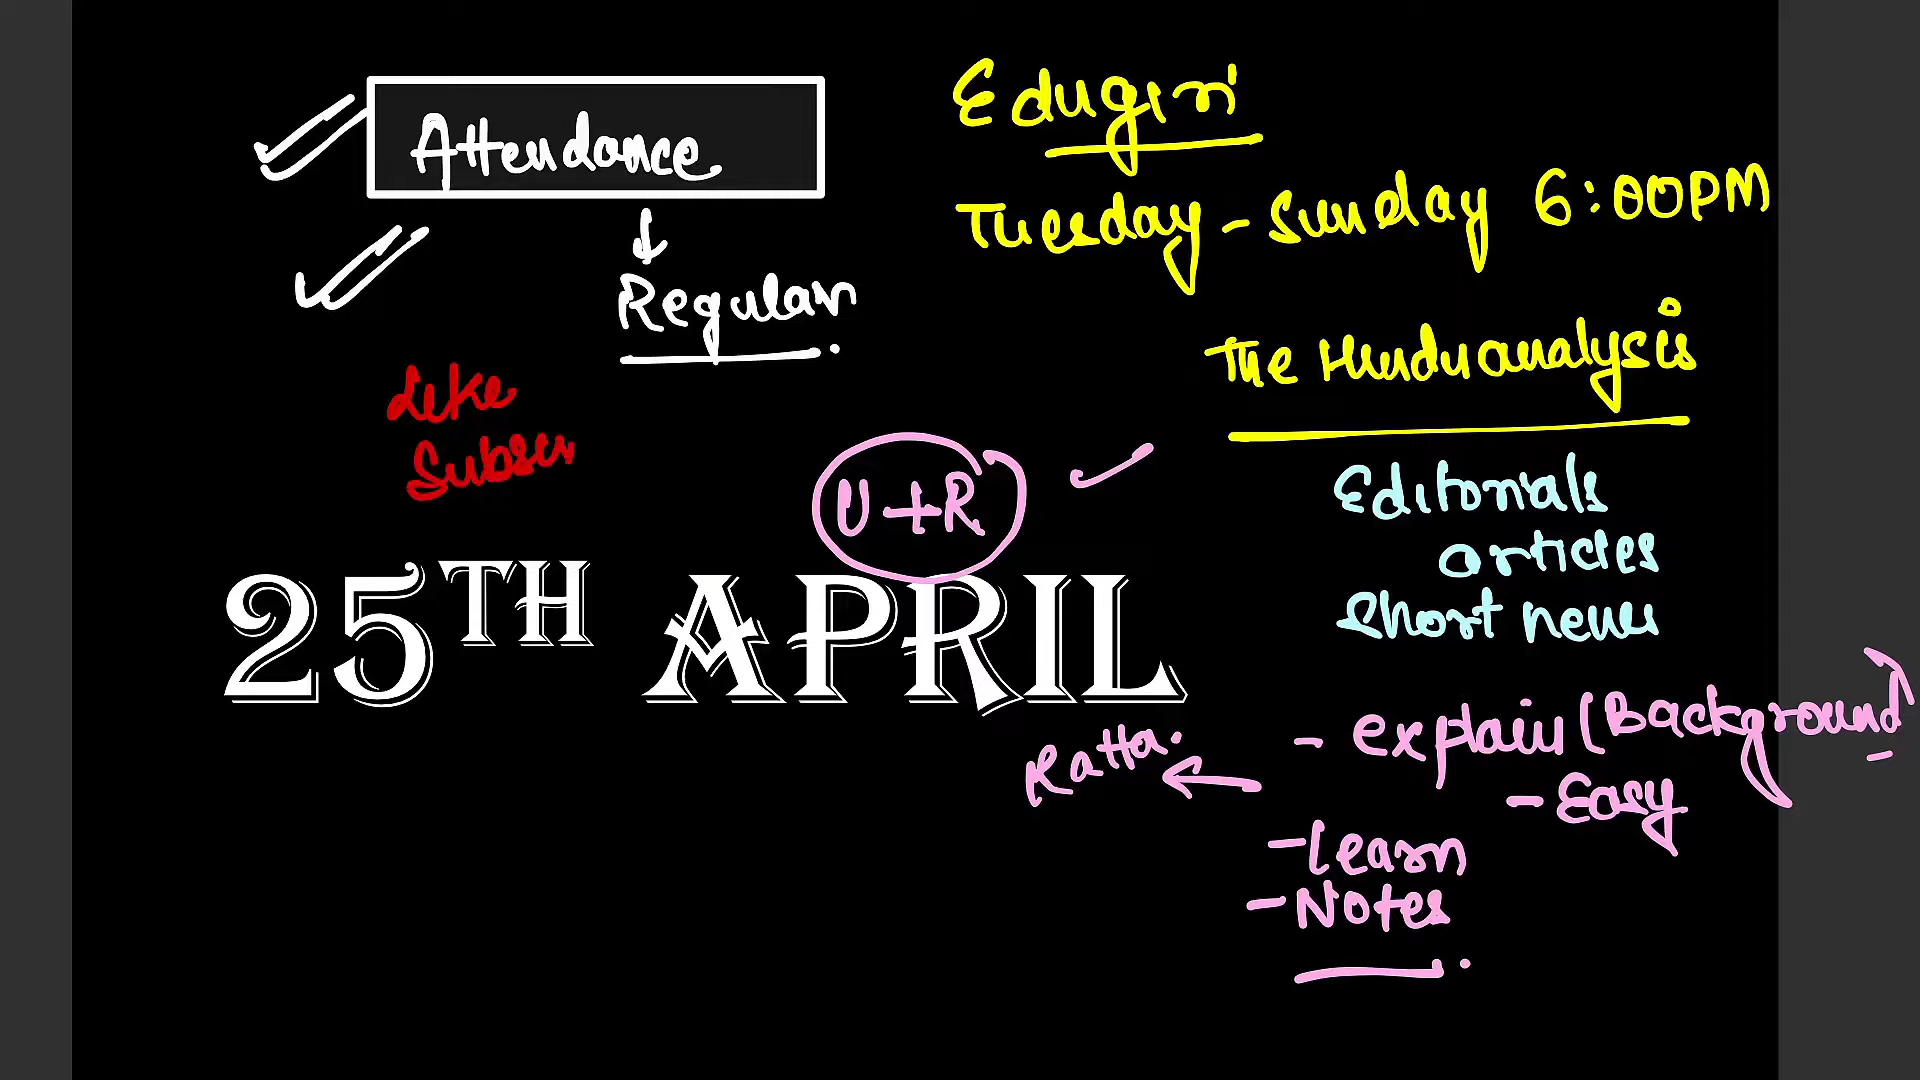 Attendance
Regular.
Like
Subscr
Edugiri
Tuesday - Sunday 6:00PM
The Hindu analysis
Editorials
articles
Short news
U+R
25TH APRIL
- explain (Background)
- Easy
Ratta.
- learn
- Notes